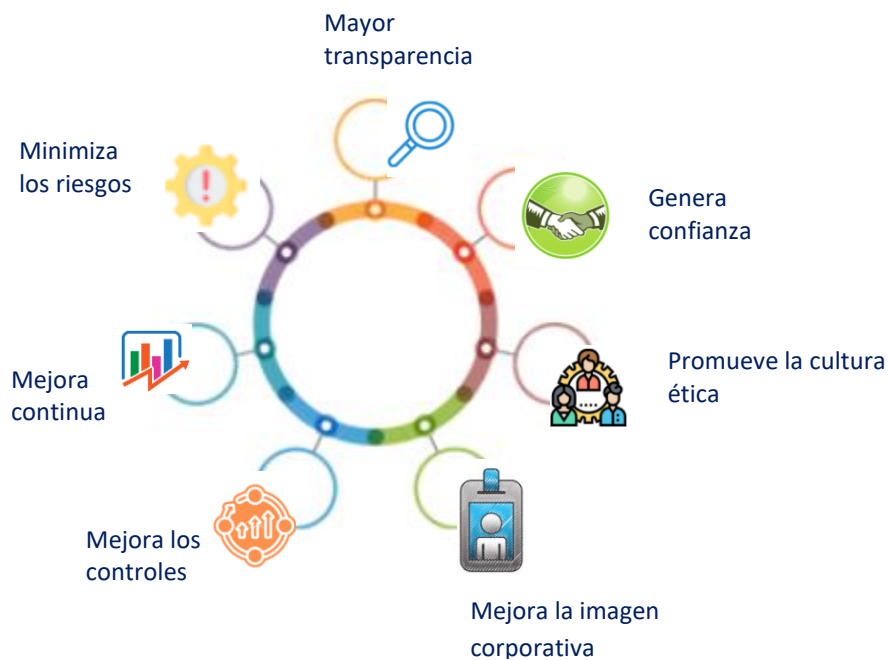 Mayor
transparencia
Genera
confianza
Promueve la cultura
ética
Mejora la imagen
corporativa
Mejora los
controles
Mejora
continua
Minimiza
los riesgos